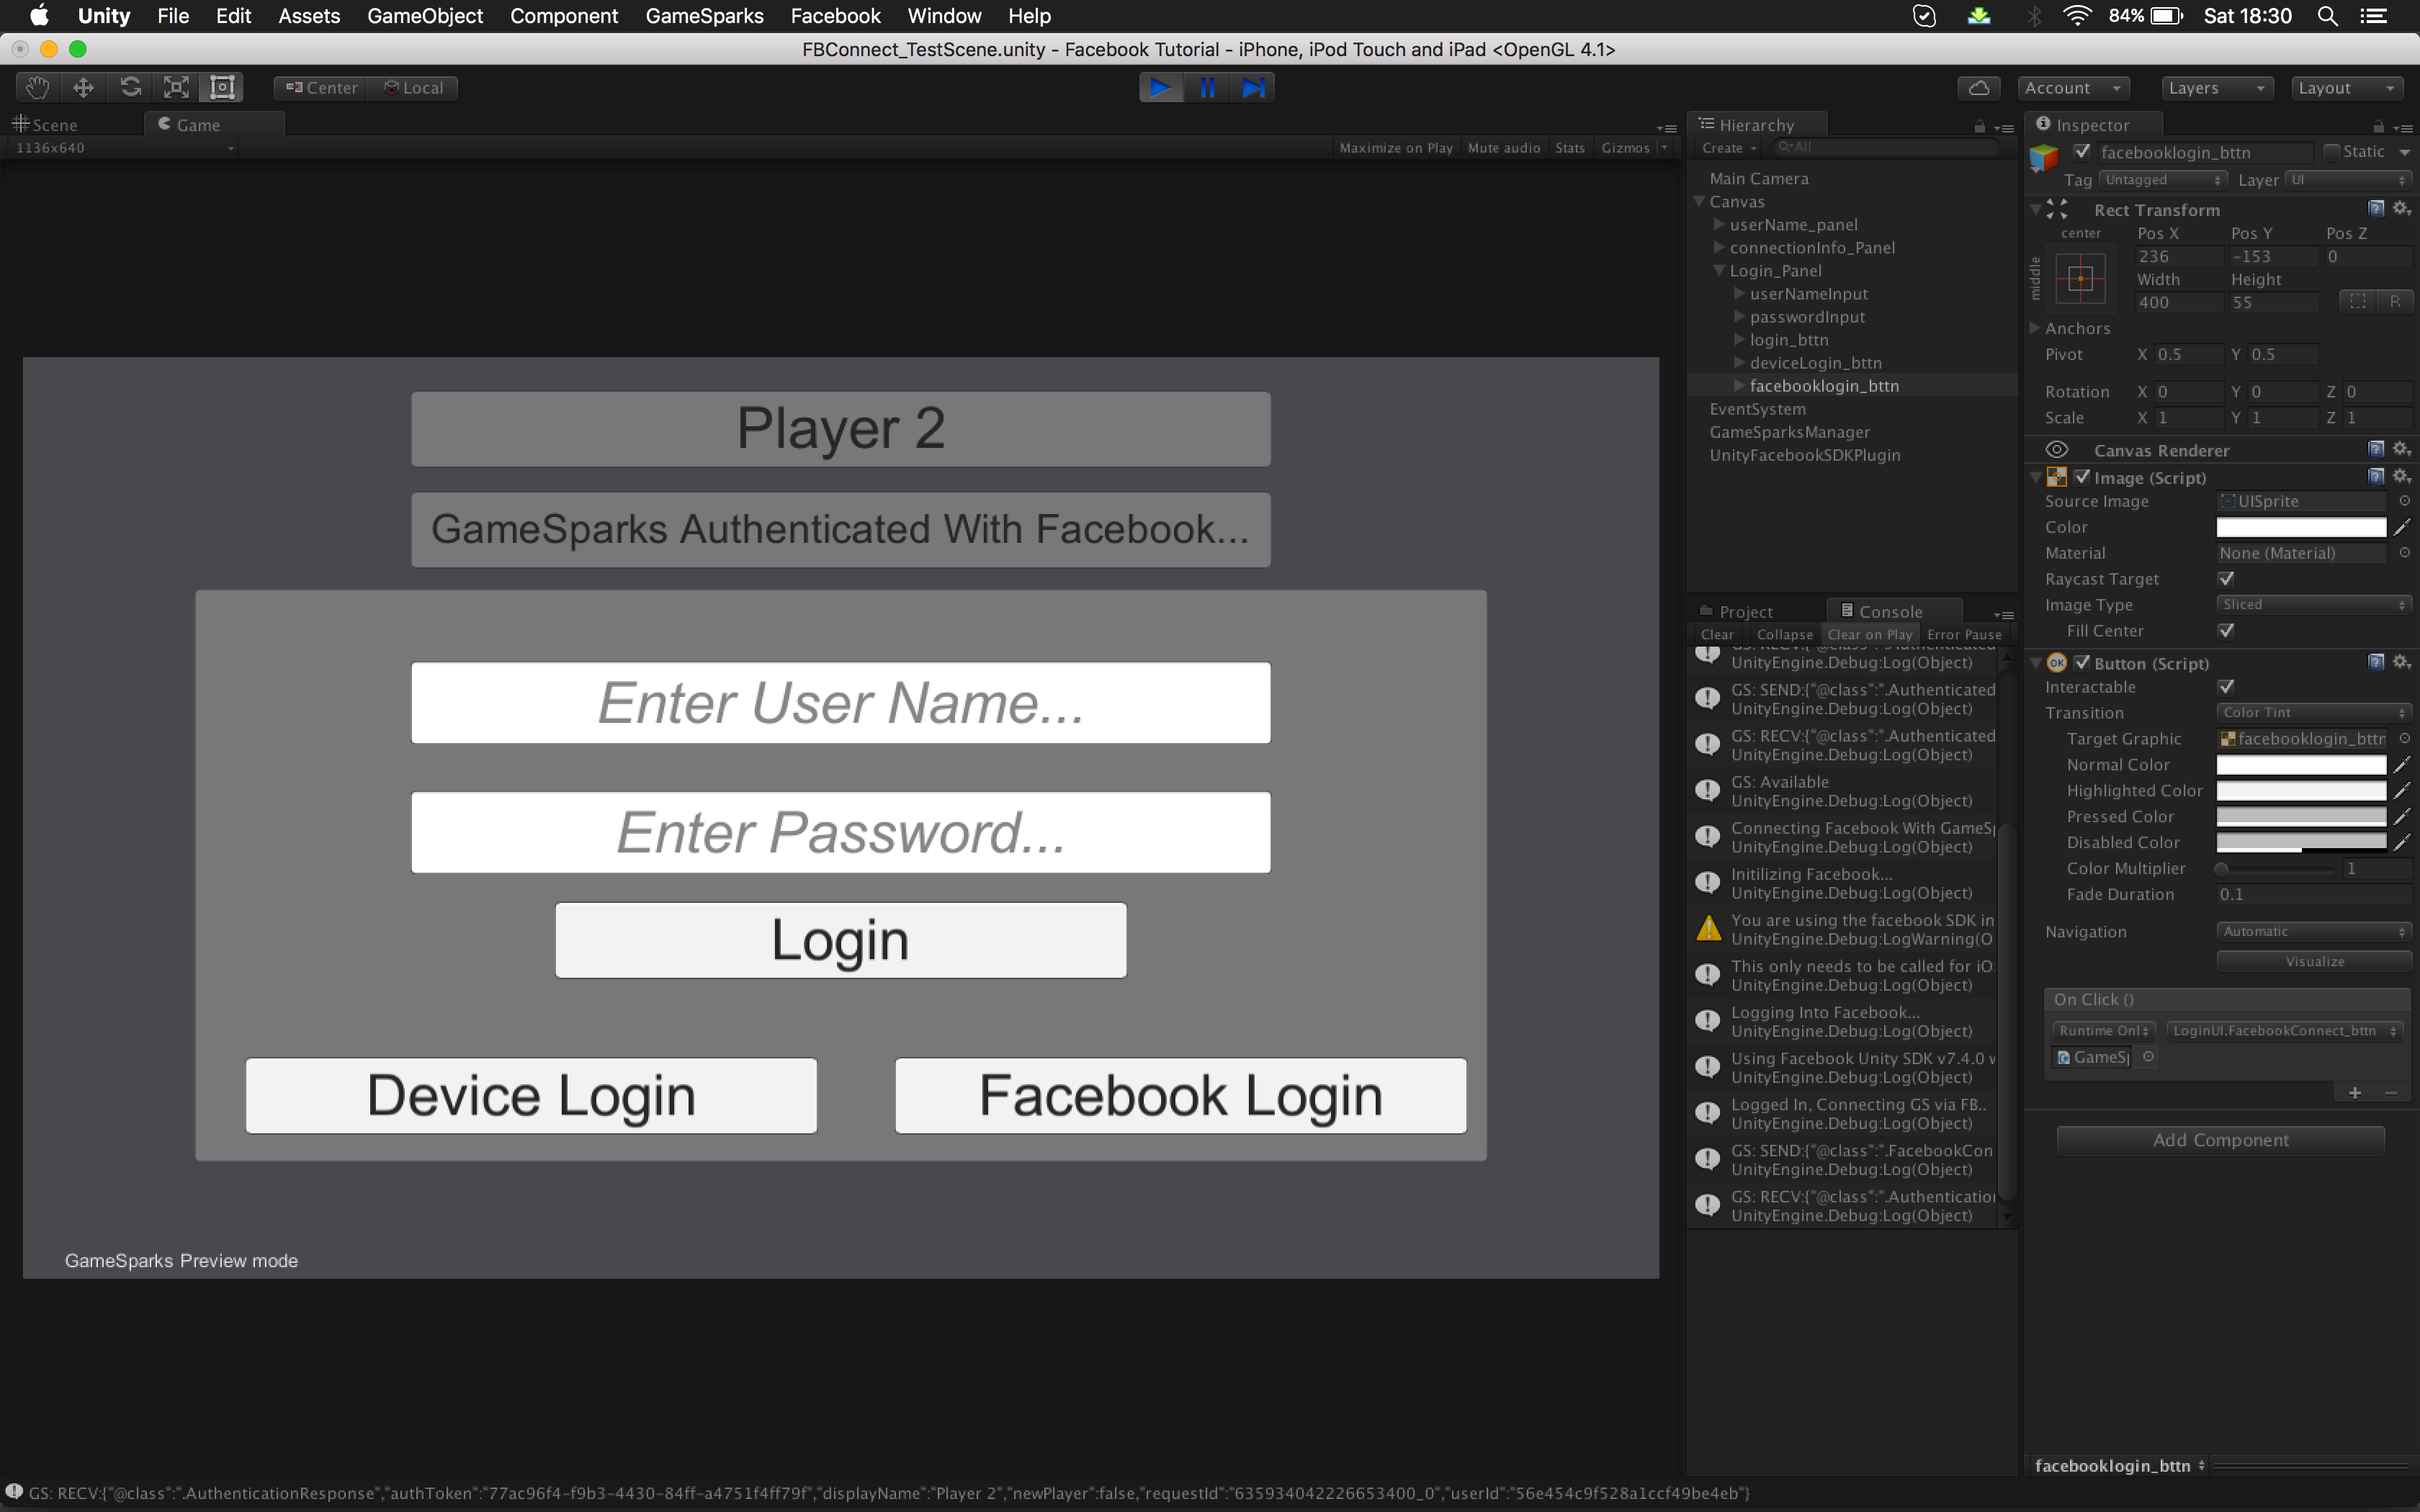 Unity File Edit Assets GameObject Component GameSparks Facebook Window Help 84% Sat 18:30
FBConnect_TestScene.unity - Facebook Tutorial - iPhone, iPod Touch and iPad <OpenGL 4.1>
Center Local Account Layers Layout
Scene Game
1136x640 Maximize on Play Mute audio Stats Gizmos
Player 2
GameSparks Authenticated With Facebook...
Enter User Name...
Enter Password...
Login
Device Login Facebook Login
GameSparks Preview mode
Hierarchy
Create All
Main Camera
Canvas
userName_panel
connectionInfo_Panel
Login_Panel
userNameInput
passwordInput
login_bttn
deviceLogin_bttn
facebooklogin_bttn
EventSystem
GameSparksManager
UnityFacebookSDKPlugin
Project Console
Clear Collapse Clear on Play Error Pause
GS: RECV:{"@class":".Authenticated
UnityEngine.Debug:Log(Object)
GS: SEND:{"@class":".Authenticated
UnityEngine.Debug:Log(Object)
GS: RECV:{"@class":".Authenticated
UnityEngine.Debug:Log(Object)
GS: Available
UnityEngine.Debug:Log(Object)
Connecting Facebook With GameSp
UnityEngine.Debug:Log(Object)
Initilizing Facebook...
UnityEngine.Debug:Log(Object)
You are using the facebook SDK in
UnityEngine.Debug:LogWarning(O
This only needs to be called for iO
UnityEngine.Debug:Log(Object)
Logging Into Facebook...
UnityEngine.Debug:Log(Object)
Using Facebook Unity SDK v7.4.0 w
UnityEngine.Debug:Log(Object)
Logged In, Connecting GS via FB..
UnityEngine.Debug:Log(Object)
GS: SEND:{"@class":".FacebookCon
UnityEngine.Debug:Log(Object)
GS: RECV:{"@class":".Authentication
UnityEngine.Debug:Log(Object)
Inspector
facebooklogin_bttn Static
Tag Untagged Layer UI
Rect Transform
center Pos X Pos Y Pos Z
middle 236 -153 0
Width Height
400 55 R
Anchors
Pivot X 0.5 Y 0.5
Rotation X 0 Y 0 Z 0
Scale X 1 Y 1 Z 1
Canvas Renderer
Image (Script)
Source Image UISprite
Color
Material None (Material)
Raycast Target
Image Type Sliced
Fill Center
OK Button (Script)
Interactable
Transition Color Tint
Target Graphic facebooklogin_bttn
Normal Color
Highlighted Color
Pressed Color
Disabled Color
Color Multiplier 1
Fade Duration 0.1
Navigation Automatic
Visualize
On Click ()
Runtime Onl LoginUI.FacebookConnect_bttn
GameSp
+ −
Add Component
facebooklogin_bttn
GS: RECV:{"@class":".AuthenticationResponse","authToken":"77ac96f4-f9b3-4430-84ff-a4751f4ff79f","displayName":"Player 2","newPlayer":false,"requestId":"635934042226653400_0","userId":"56e454c9f528a1ccf49be4eb"}